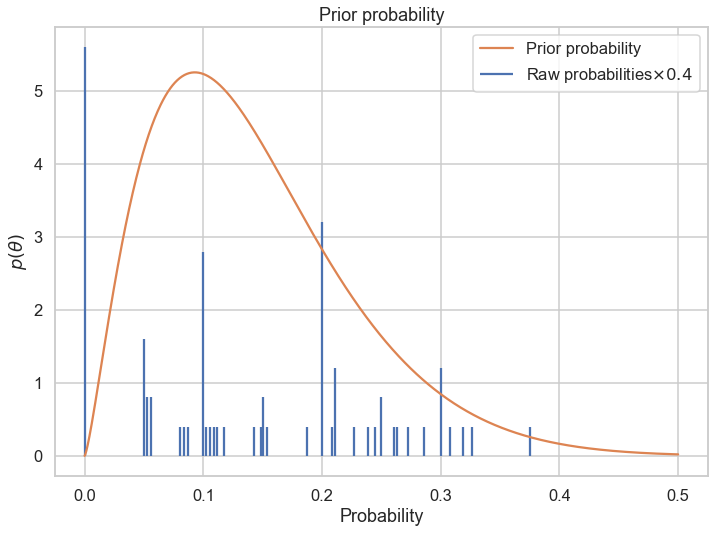 Prior probability
Prior probability
Raw probabilities×0.4
p(θ)
5
4
3
2
1
0
0.0 0.1 0.2 0.3 0.4 0.5
Probability